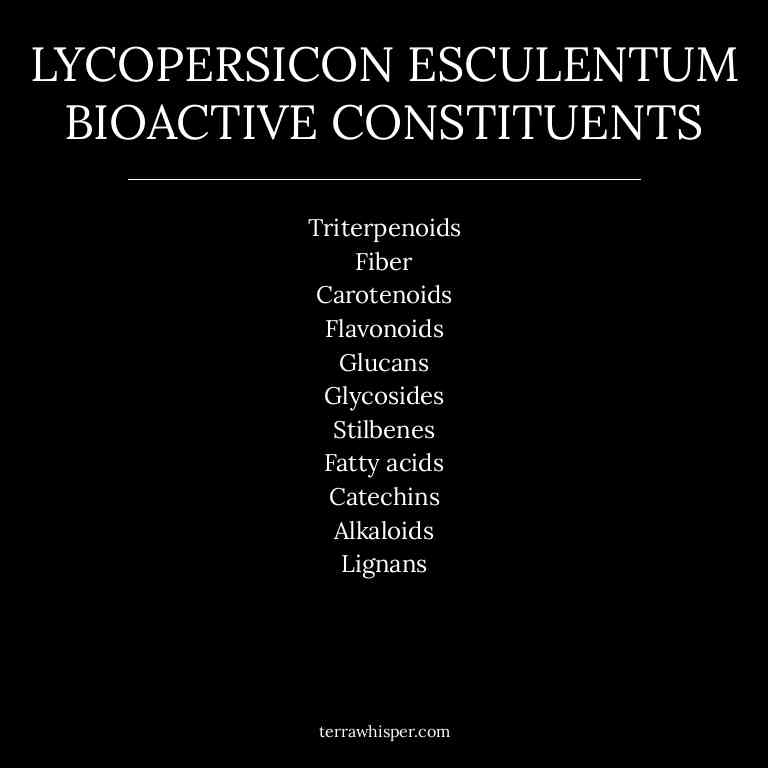 LYCOPERSICON ESCULENTUM
BIOACTIVE CONSTITUENTS
Triterpenoids
Fiber
Carotenoids
Flavonoids
Glucans
Glycosides
Stilbenes
Fatty acids
Catechins
Alkaloids
Lignans
terrawhisper.com